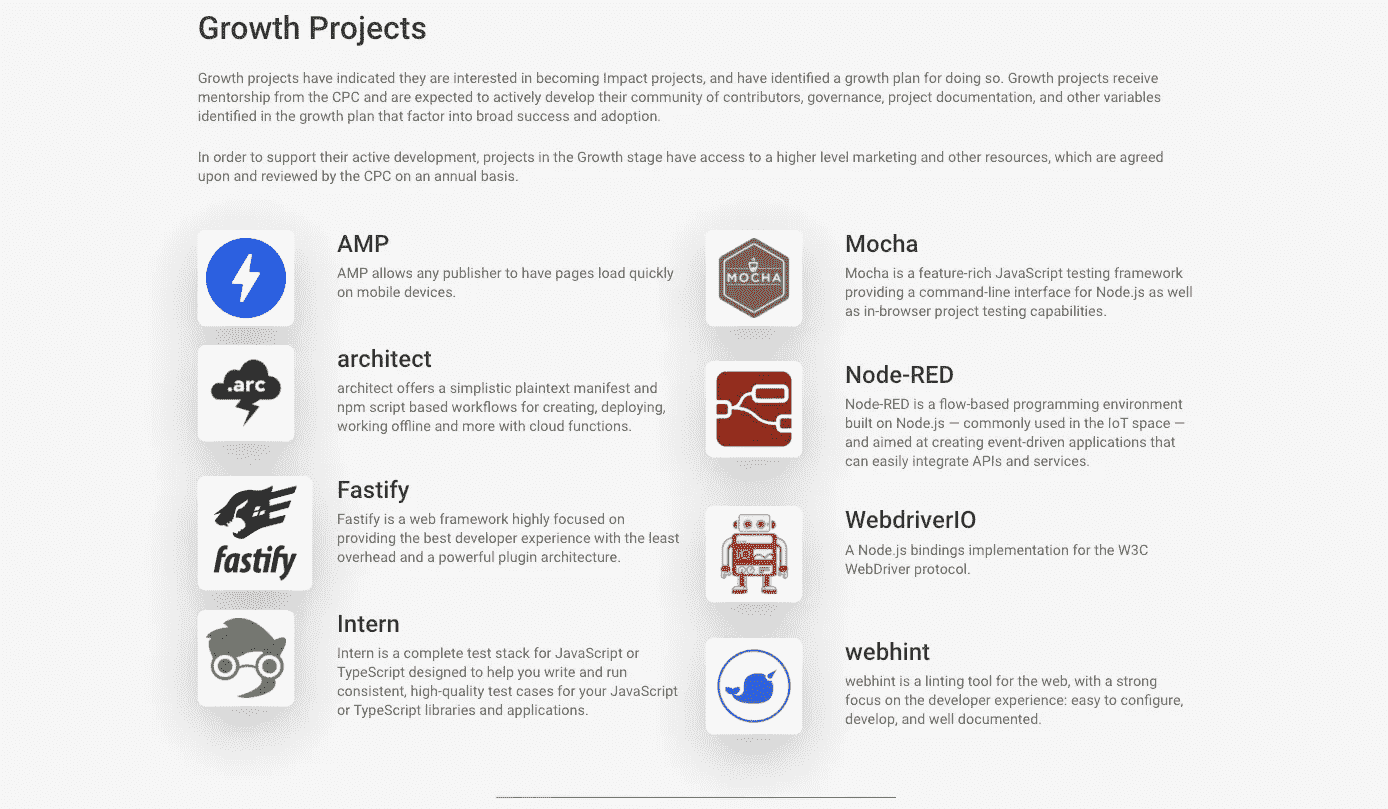 Growth Projects
Growth projects have indicated they are interested in becoming Impact projects, and have identified a growth plan for doing so. Growth projects receive
mentorship from the CPC and are expected to actively develop their community of contributors, governance, project documentation, and other variables
identified in the growth plan that factor into broad success and adoption.
In order to support their active development, projects in the Growth stage have access to a higher level marketing and other resources, which are agreed
upon and reviewed by the CPC on an annual basis.
AMP
AMP allows any publisher to have pages load quickly
on mobile devices.
.arc
architect
architect offers a simplistic plaintext manifest and
npm script based workflows for creating, deploying,
working offline and more with cloud functions.
fastify
Fastify
Fastify is a web framework highly focused on
providing the best developer experience with the least
overhead and a powerful plugin architecture.
Intern
Intern is a complete test stack for JavaScript or
TypeScript designed to help you write and run
consistent, high-quality test cases for your JavaScript
or TypeScript libraries and applications.
MOCHA
Mocha
Mocha is a feature-rich JavaScript testing framework
providing a command-line interface for Node.js as well
as in-browser project testing capabilities.
Node-RED
Node-RED is a flow-based programming environment
built on Node.js — commonly used in the IoT space —
and aimed at creating event-driven applications that
can easily integrate APIs and services.
WebdriverIO
A Node.js bindings implementation for the W3C
WebDriver protocol.
webhint
webhint is a linting tool for the web, with a strong
focus on the developer experience: easy to configure,
develop, and well documented.